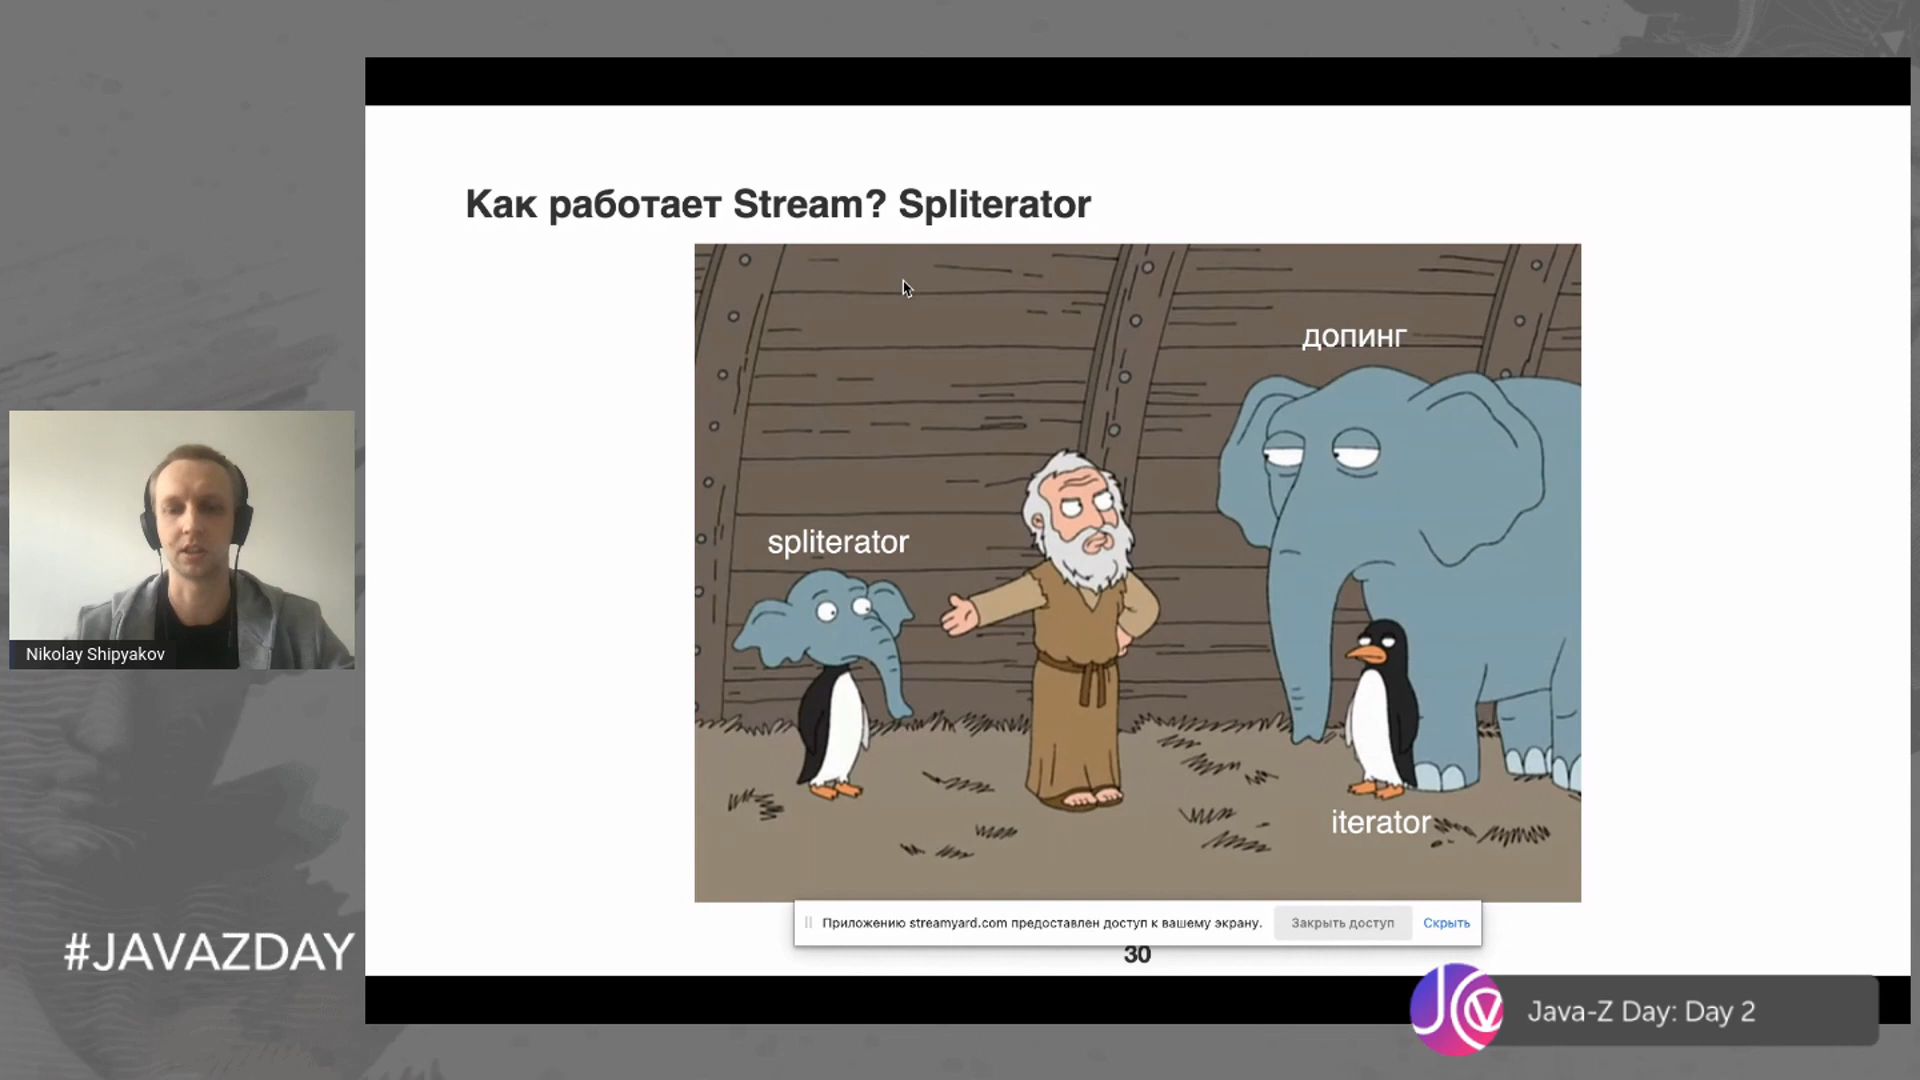 Как работает Stream? Spliterator
допинг
spliterator
iterator
Nikolay Shipyakov
Приложению streamyard.com предоставлен доступ к вашему экрану.
Закрыть доступ
Скрыть
30
#JAVAZDAY
Java-Z Day: Day 2